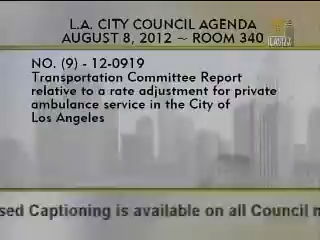 L.A. CITY COUNCIL AGENDA
AUGUST 8, 2012 ~ ROOM 340
NO. (9) - 12-0919
Transportation Committee Report
relative to a rate adjustment for private
ambulance service in the City of
Los Angeles
sed Captioning is available on all Council